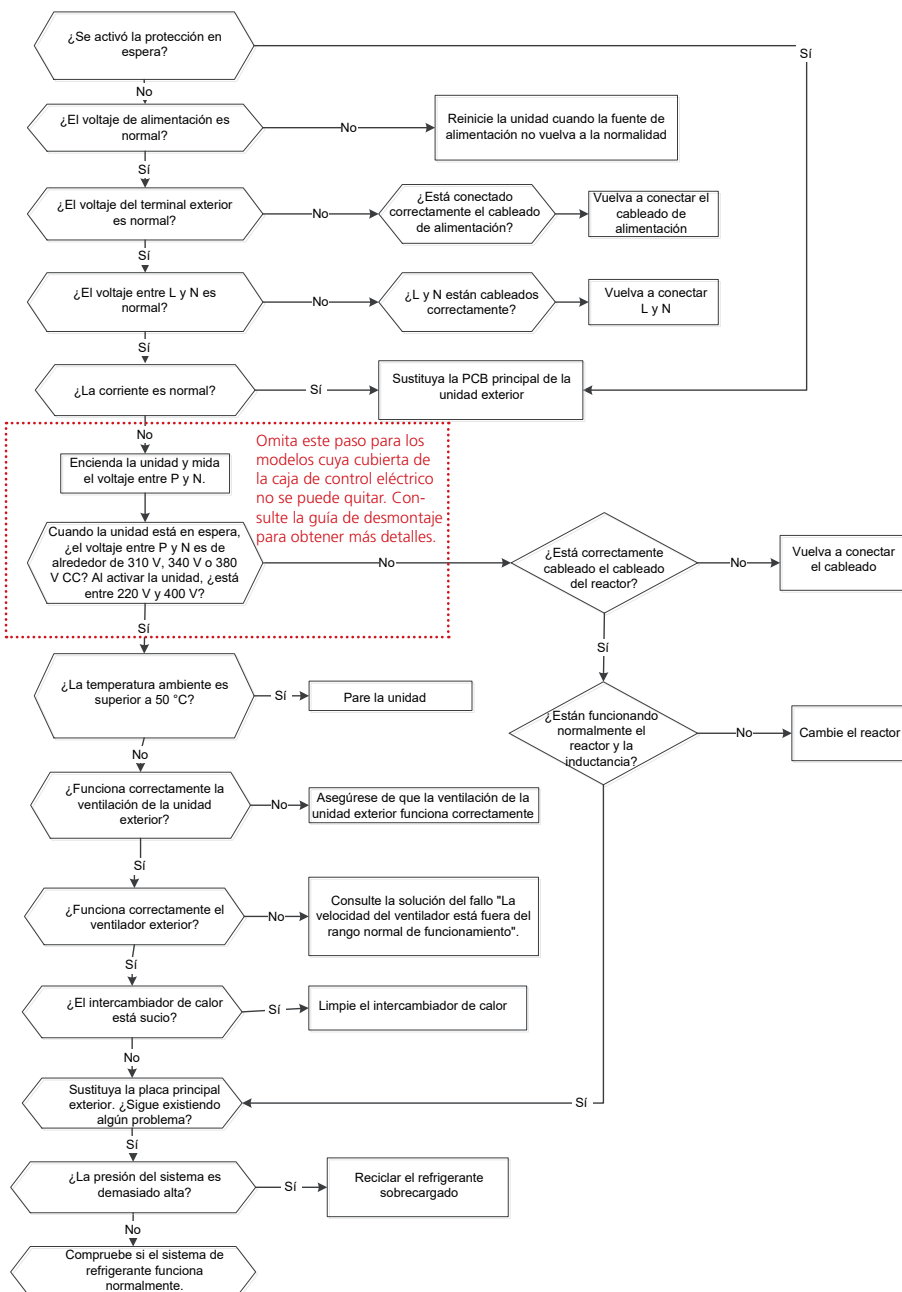 ¿Se activó la protección en
espera?
Sí
No
¿El voltaje de alimentación es
normal?
No
Reinicie la unidad cuando la fuente de
alimentación no vuelva a la normalidad
Sí
¿El voltaje del terminal exterior
es normal?
No
¿Está conectado
correctamente el cableado
de alimentación?
Vuelva a conectar el
cableado de
alimentación
Sí
¿El voltaje entre L y N es
normal?
No
¿L y N están cableados
correctamente?
Vuelva a conectar
L y N
Sí
¿La corriente es normal?
Sí
Sustituya la PCB principal de la
unidad exterior
No
Encienda la unidad y mida
el voltaje entre P y N.
Omita este paso para los
modelos cuya cubierta de
la caja de control eléctrico
no se puede quitar. Con-
sulte la guía de desmontaje
para obtener más detalles.
Cuando la unidad está en espera,
¿el voltaje entre P y N es de
alrededor de 310 V, 340 V o 380
V CC? Al activar la unidad, ¿está
entre 220 V y 400 V?
No
¿Está correctamente
cableado el cableado
del reactor?
No
Vuelva a conectar
el cableado
Sí
Sí
¿La temperatura ambiente es
superior a 50 °C?
Sí
Pare la unidad
¿Están funcionando
normalmente el
reactor y la
inductancia?
No
Cambie el reactor
No
¿Funciona correctamente la
ventilación de la unidad
exterior?
No
Asegúrese de que la ventilación de la
unidad exterior funciona correctamente
Sí
¿Funciona correctamente el
ventilador exterior?
No
Consulte la solución del fallo "La
velocidad del ventilador está fuera del
rango normal de funcionamiento".
Sí
¿El intercambiador de calor
está sucio?
Sí
Limpie el intercambiador de calor
No
Sustituya la placa principal
exterior. ¿Sigue existiendo
algún problema?
Sí
Sí
¿La presión del sistema es
demasiado alta?
Sí
Reciclar el refrigerante
sobrecargado
No
Compruebe si el sistema de
refrigerante funciona
normalmente.